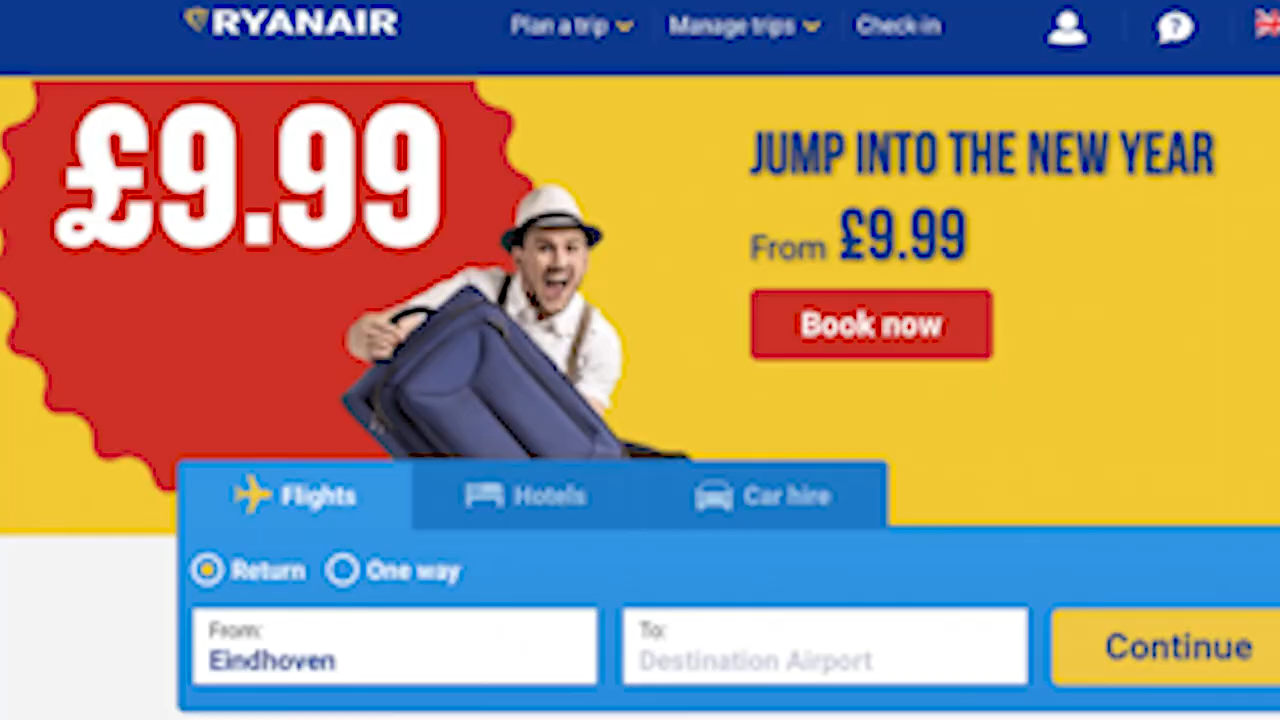 RYANAIR Plan a trip Manage trips Check-in
£9.99
JUMP INTO THE NEW YEAR
From £9.99
Book now
Flights Hotels Car hire
Return One way
From: To:
Eindhoven Destination Airport Continue